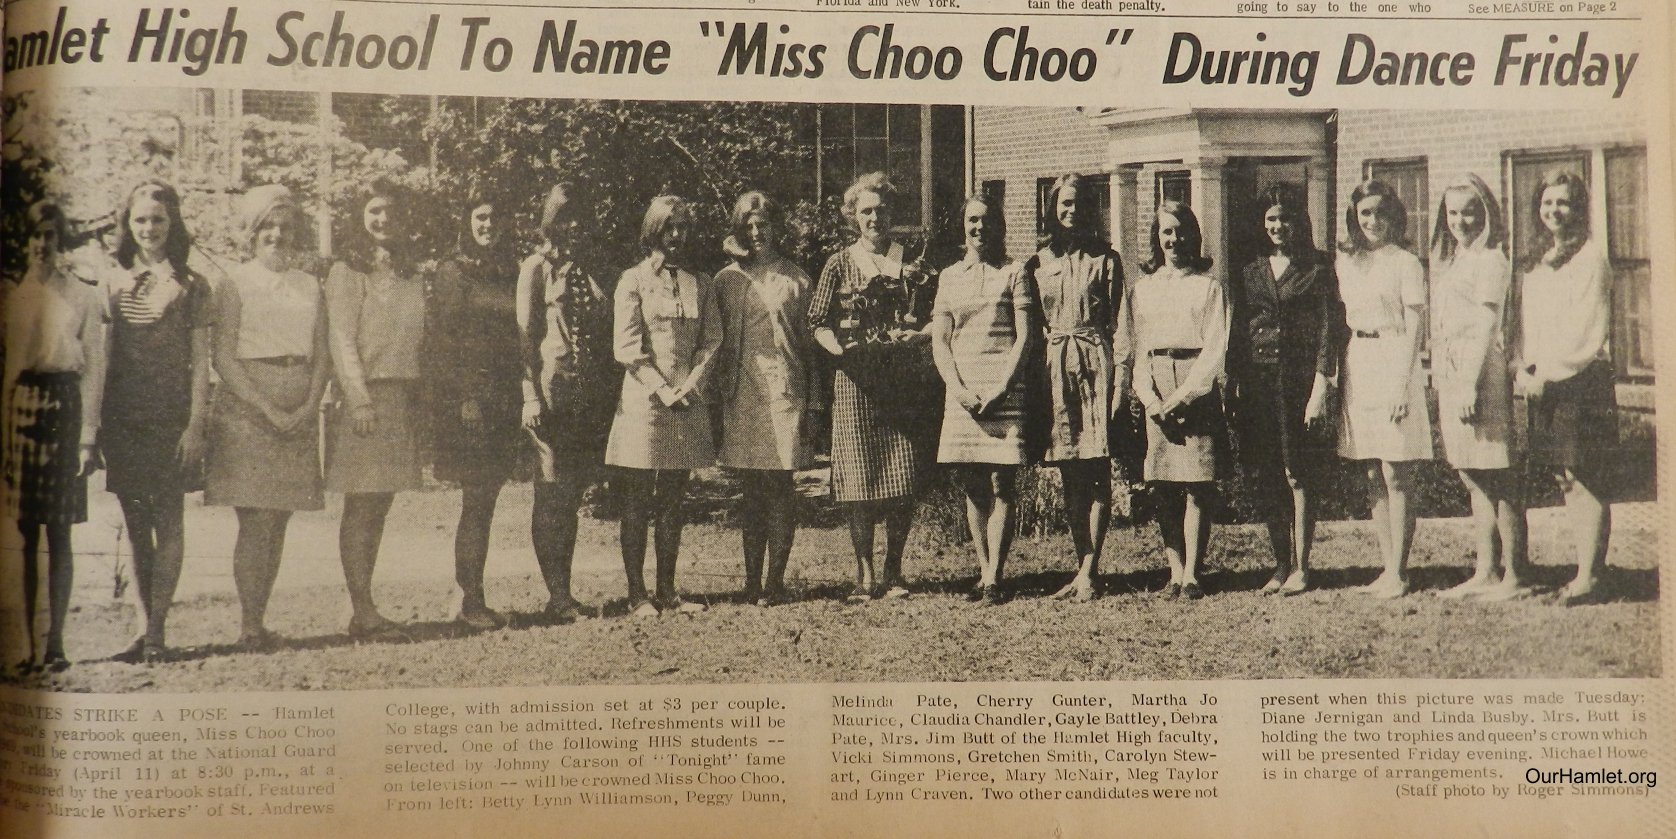 Florida and New York.
tain the death penalty.
going to say to the one who
See MEASURE on Page 2
amlet High School To Name "Miss Choo Choo" During Dance Friday
DATES STRIKE A POSE -- Hamlet
yearbook queen, Miss Choo Choo
will be crowned at the National Guard
Friday (April 11) at 8:30 p.m., at a
sored by the yearbook staff. Featured
the "Miracle Workers" of St. Andrews
College, with admission set at $3 per couple.
No stags can be admitted. Refreshments will be
served. One of the following HHS students --
selected by Johnny Carson of "Tonight" fame
on television -- will be crowned Miss Choo Choo.
From left: Betty Lynn Williamson, Peggy Dunn,
Melinda Pate, Cherry Gunter, Martha Jo
Maurice, Claudia Chandler, Gayle Battley, Debra
Pate, Mrs. Jim Butt of the Hamlet High faculty,
Vicki Simmons, Gretchen Smith, Carolyn Stew-
art, Ginger Pierce, Mary McNair, Meg Taylor
and Lynn Craven. Two other candidates were not
present when this picture was made Tuesday:
Diane Jernigan and Linda Busby. Mrs. Butt is
holding the two trophies and queen's crown which
will be presented Friday evening. Michael Howe
is in charge of arrangements.
(Staff photo by Roger Simmons)
OurHamlet.org